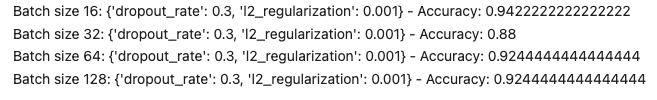 Batch size 16: {'dropout_rate': 0.3, 'l2_regularization': 0.001} - Accuracy: 0.9422222222222222
Batch size 32: {'dropout_rate': 0.3, 'l2_regularization': 0.001} - Accuracy: 0.88
Batch size 64: {'dropout_rate': 0.3, 'l2_regularization': 0.001} - Accuracy: 0.9244444444444444
Batch size 128: {'dropout_rate': 0.3, 'l2_regularization': 0.001} - Accuracy: 0.9244444444444444